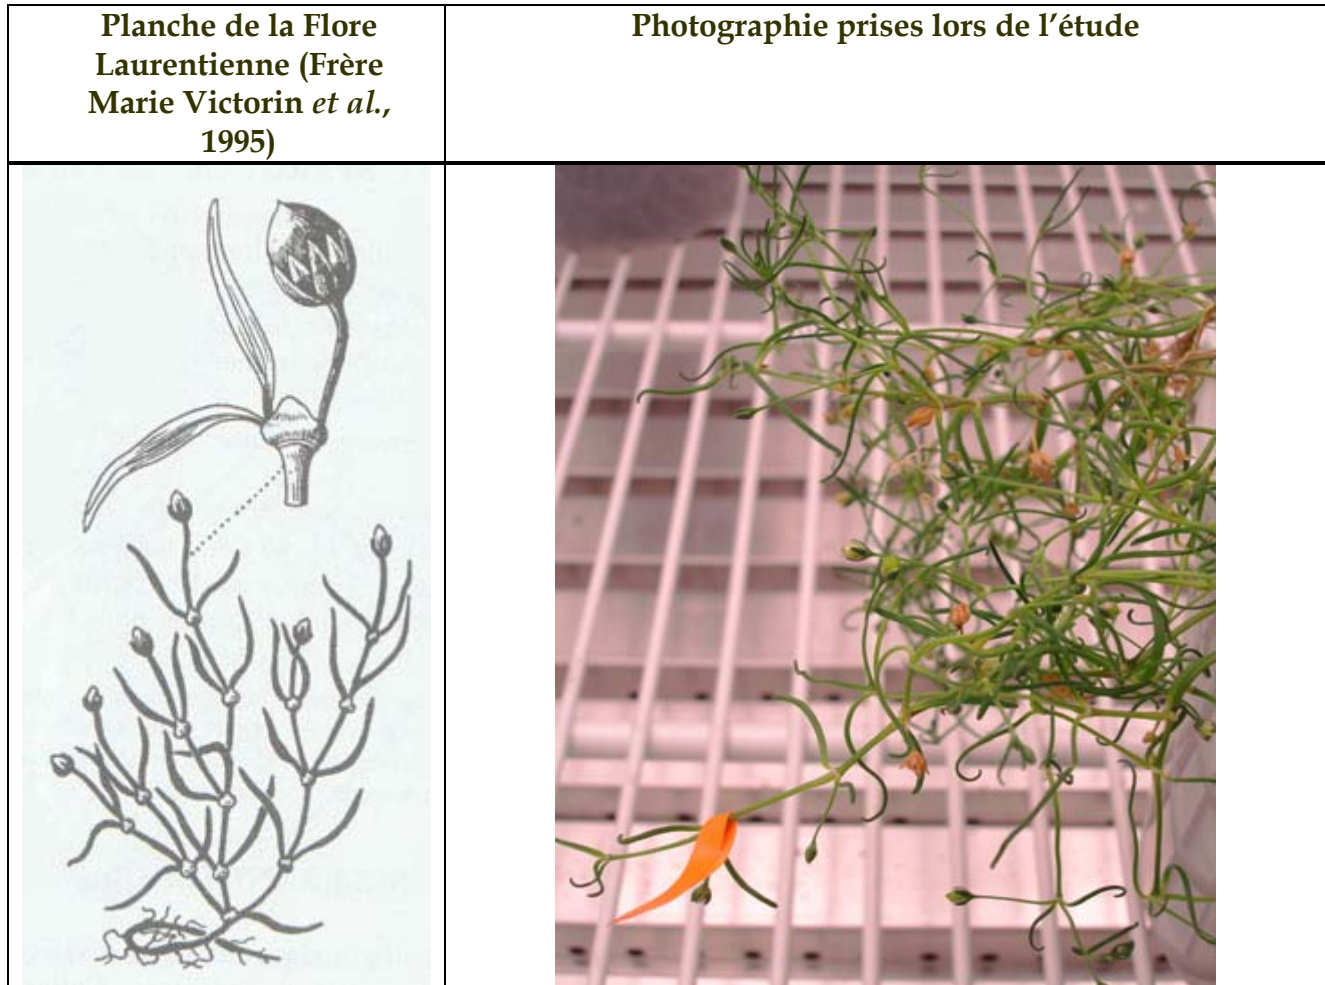 Planche de la Flore
Laurentienne (Frère
Marie Victorin et al.,
1995)
Photographie prises lors de l'étude